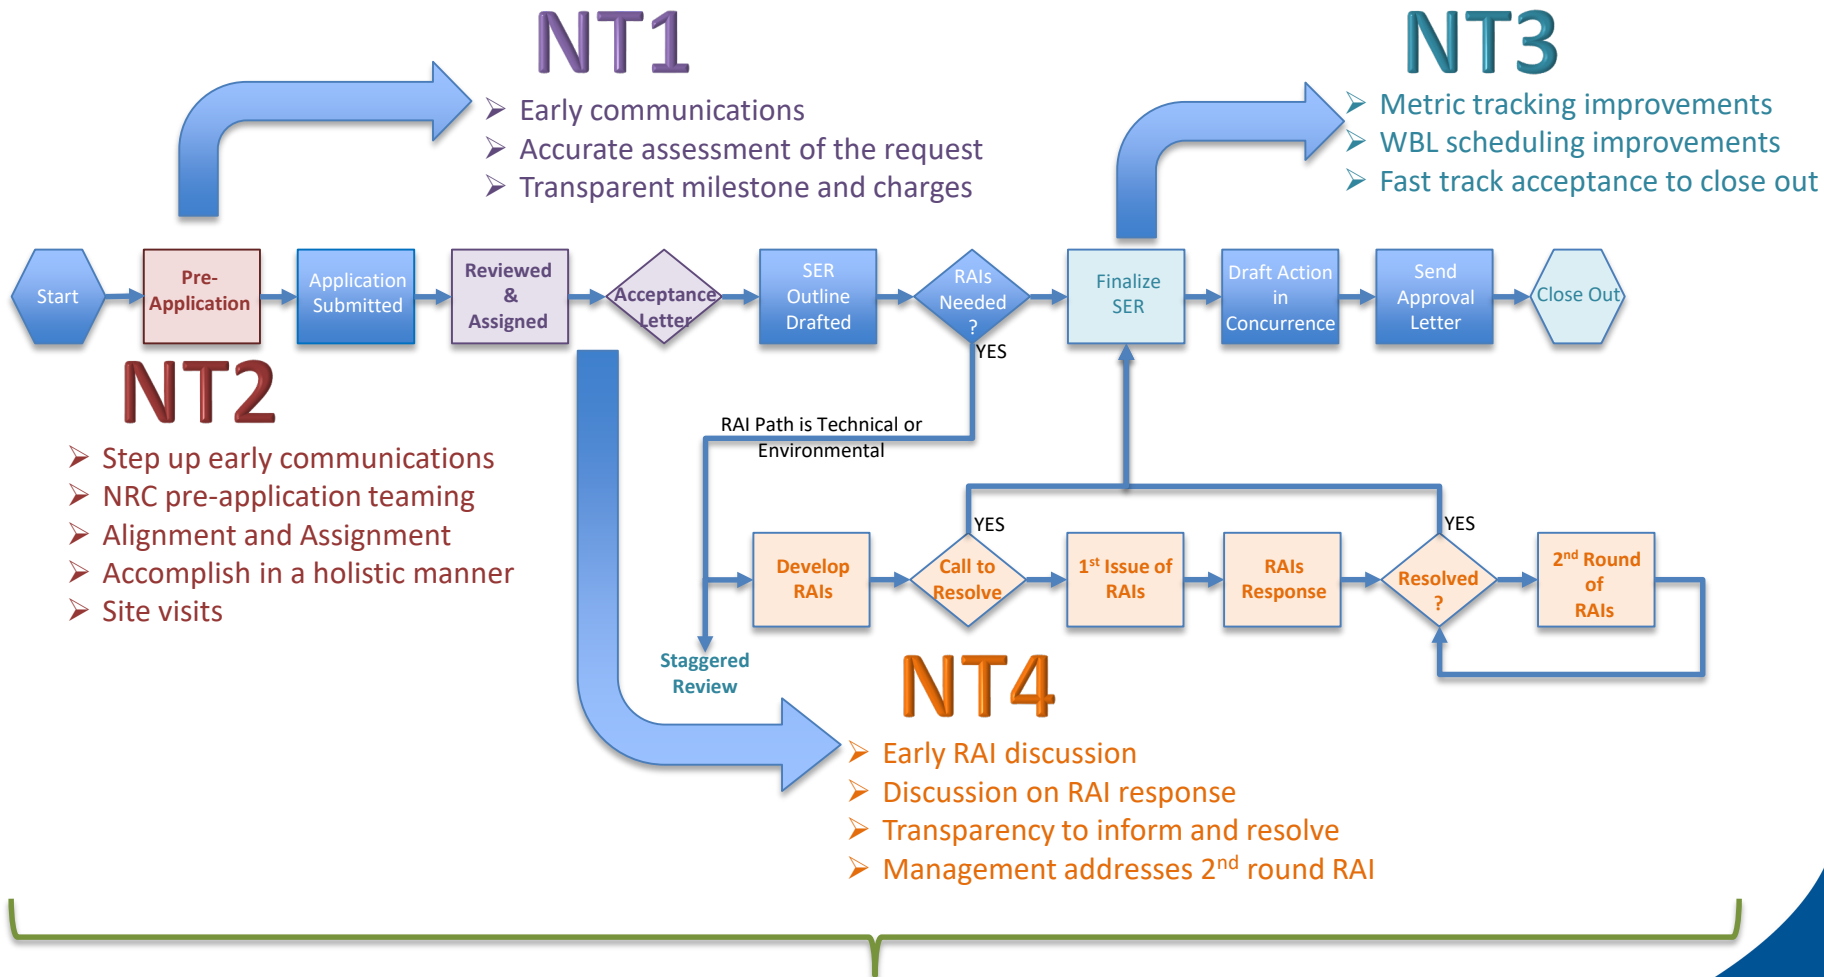 NT1
➢ Early communications
➢ Accurate assessment of the request
➢ Transparent milestone and charges
NT3
➢ Metric tracking improvements
➢ WBL scheduling improvements
➢ Fast track acceptance to close out
Start
Pre-
Application
Application
Submitted
Reviewed
&
Assigned
Acceptance
Letter
SER
Outline
Drafted
RAIs
Needed
?
Finalize
SER
Draft Action
in
Concurrence
Send
Approval
Letter
Close Out
YES
NT2
➢ Step up early communications
➢ NRC pre-application teaming
➢ Alignment and Assignment
➢ Accomplish in a holistic manner
➢ Site visits
RAI Path is Technical or
Environmental
YES
YES
Develop
RAIs
Call to
Resolve
1st Issue of
RAIs
RAIs
Response
Resolved
?
2nd Round
of
RAIs
Staggered
Review
NT4
➢ Early RAI discussion
➢ Discussion on RAI response
➢ Transparency to inform and resolve
➢ Management addresses 2nd round RAI